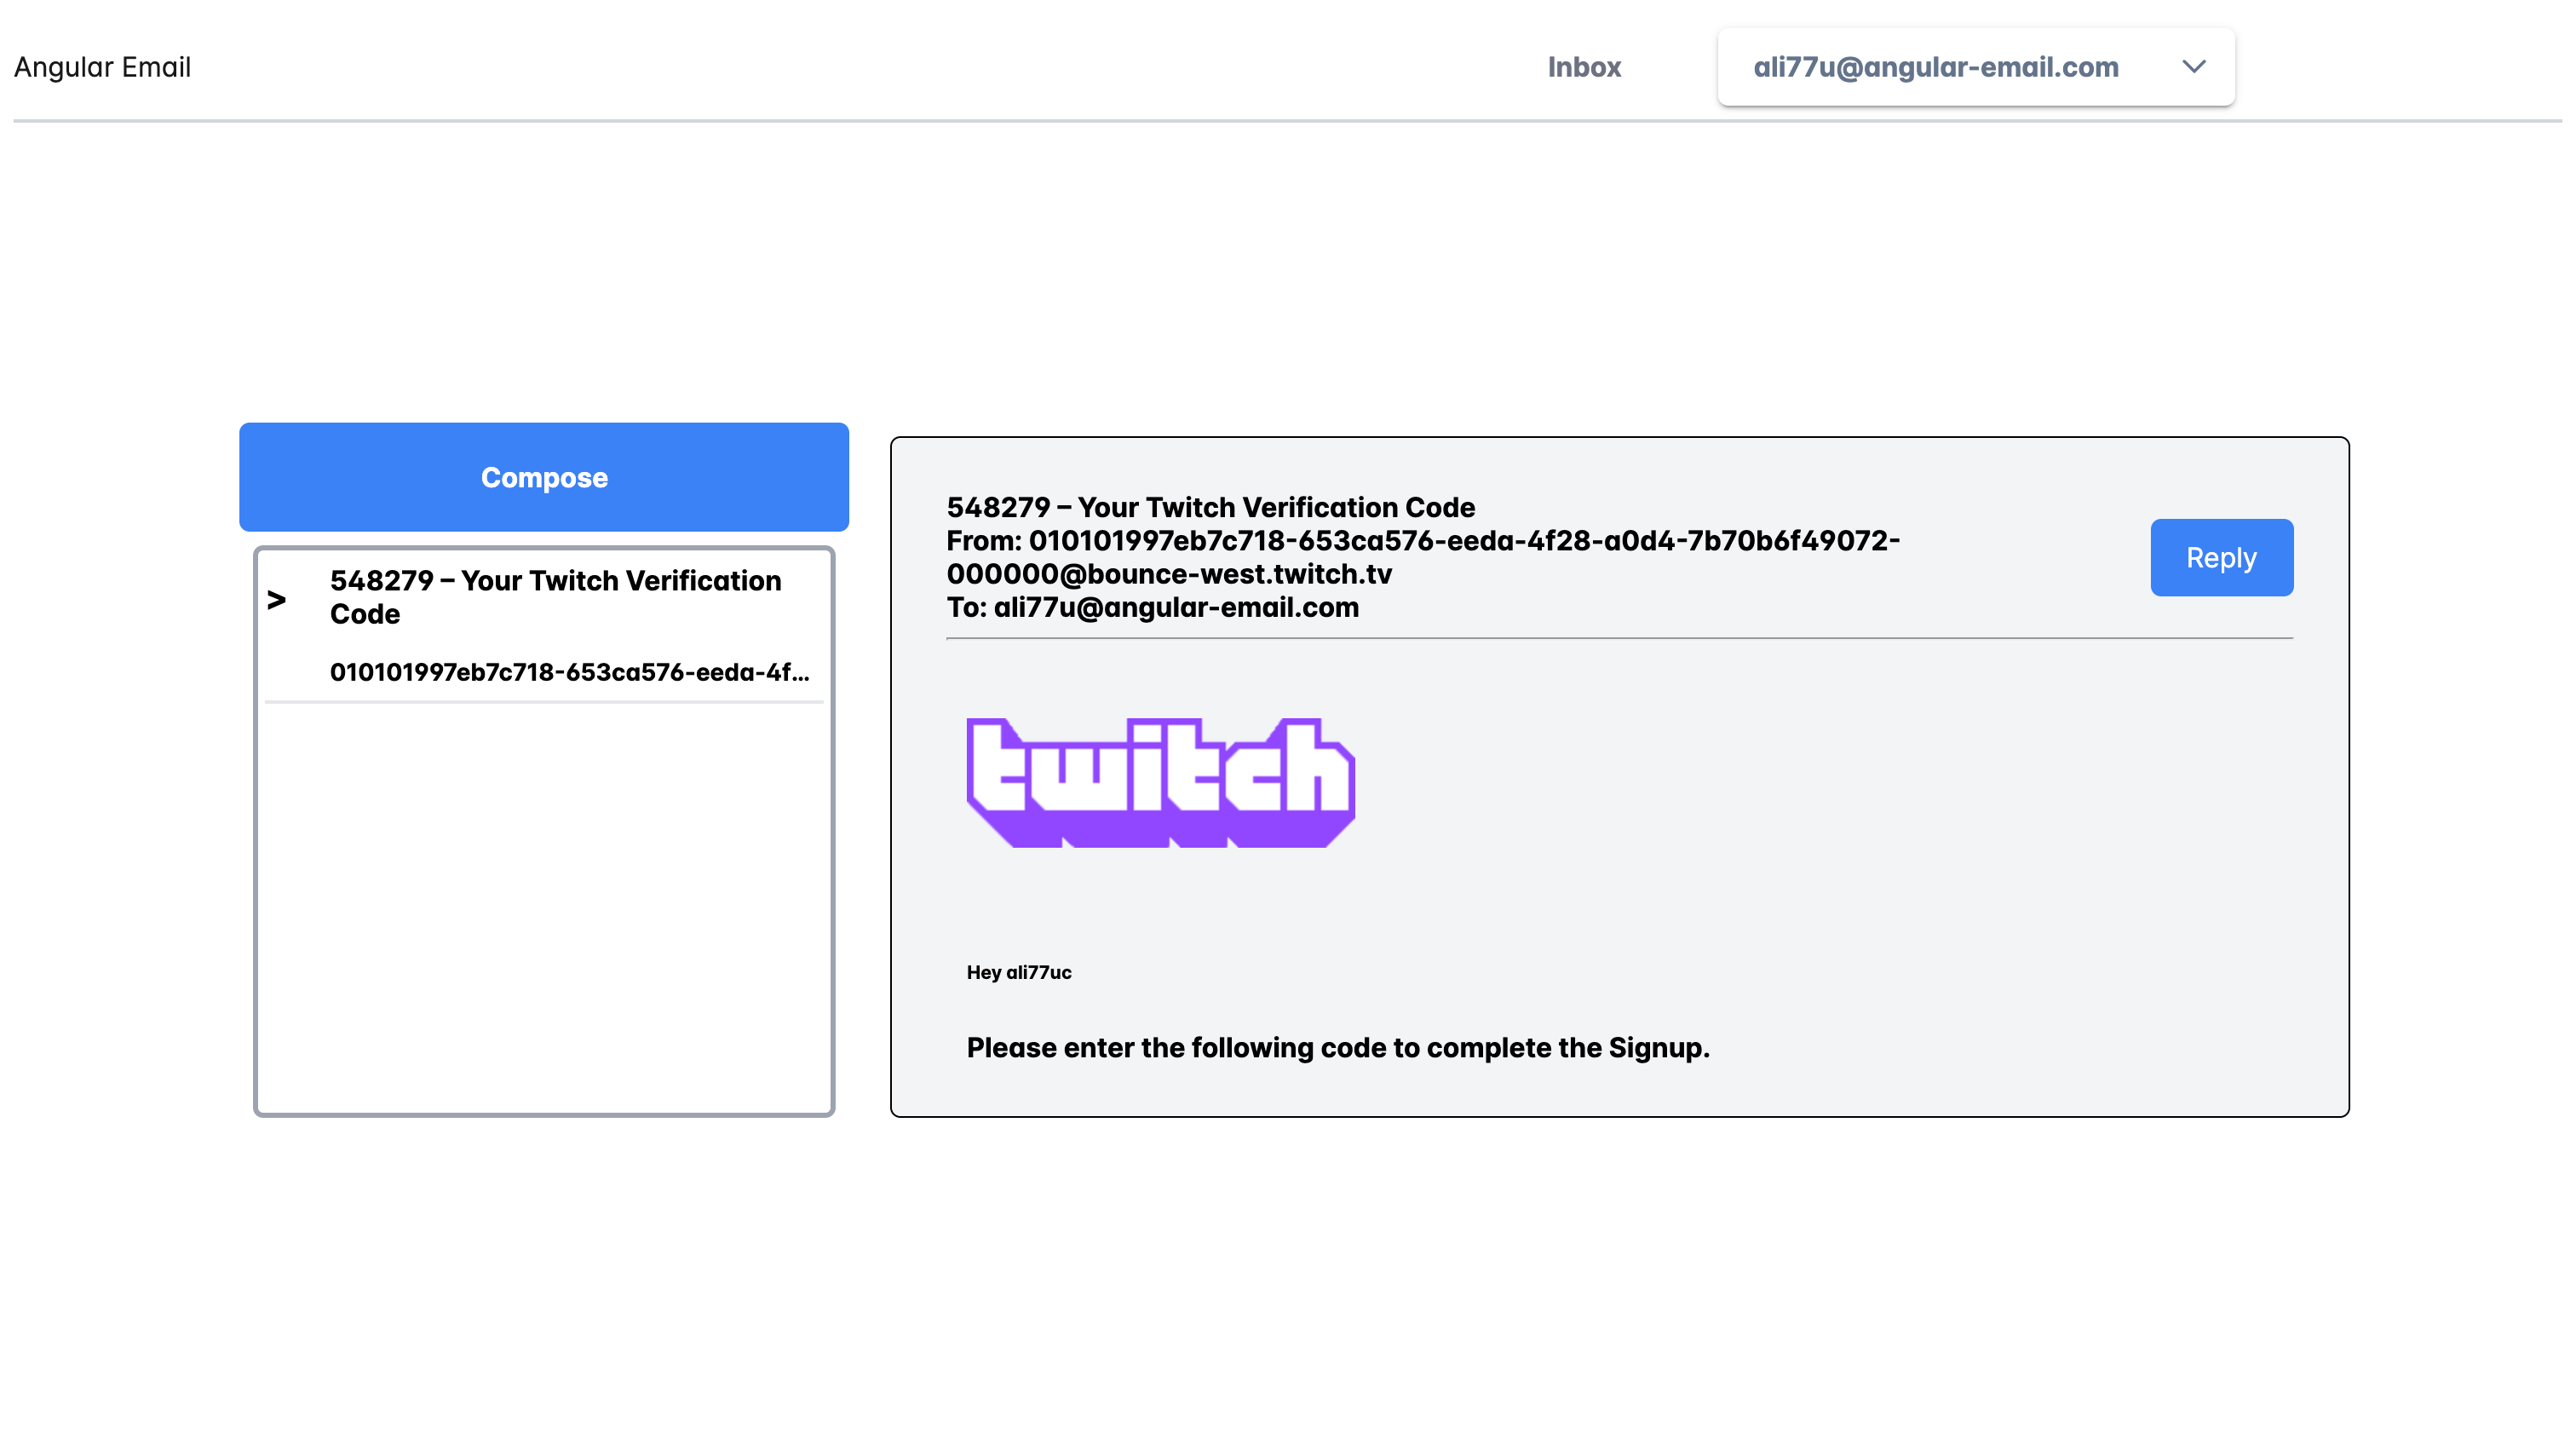 Angular Email
Inbox
ali77u@angular-email.com
Compose
>
548279 – Your Twitch Verification
Code
010101997eb7c718-653ca576-eeda-4f...
548279 – Your Twitch Verification Code
From: 010101997eb7c718-653ca576-eeda-4f28-a0d4-7b70b6f49072-
000000@bounce-west.twitch.tv
To: ali77u@angular-email.com
Reply
twitch
Hey ali77uc
Please enter the following code to complete the Signup.